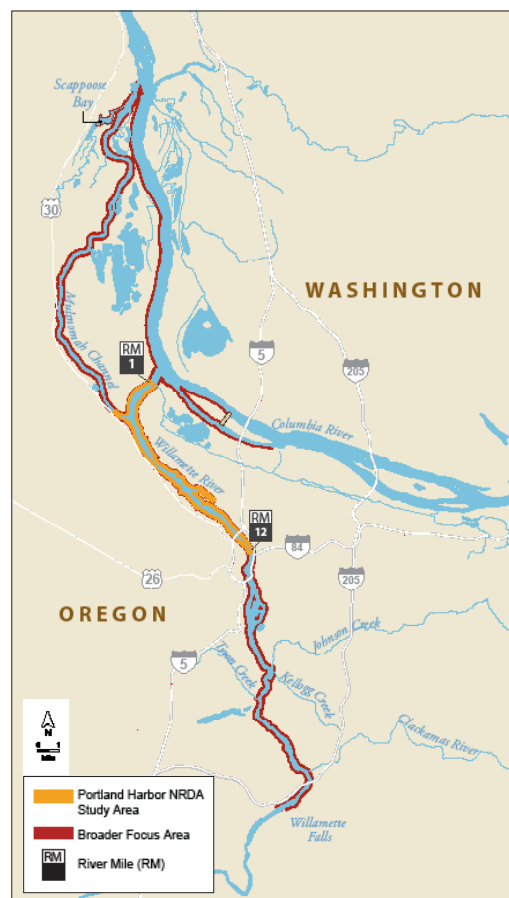 Scappoose
Bay
30
WASHINGTON
Multnomah Channel
RM
1
5
205
Columbia River
Willamette River
RM
12
84
26
205
OREGON
Johnson Creek
5
Tryon Creek
Kellogg Creek
Clackamas River
N
0 1
Willamette
Falls
Portland Harbor NRDA
Study Area
Broader Focus Area
RM
River Mile (RM)